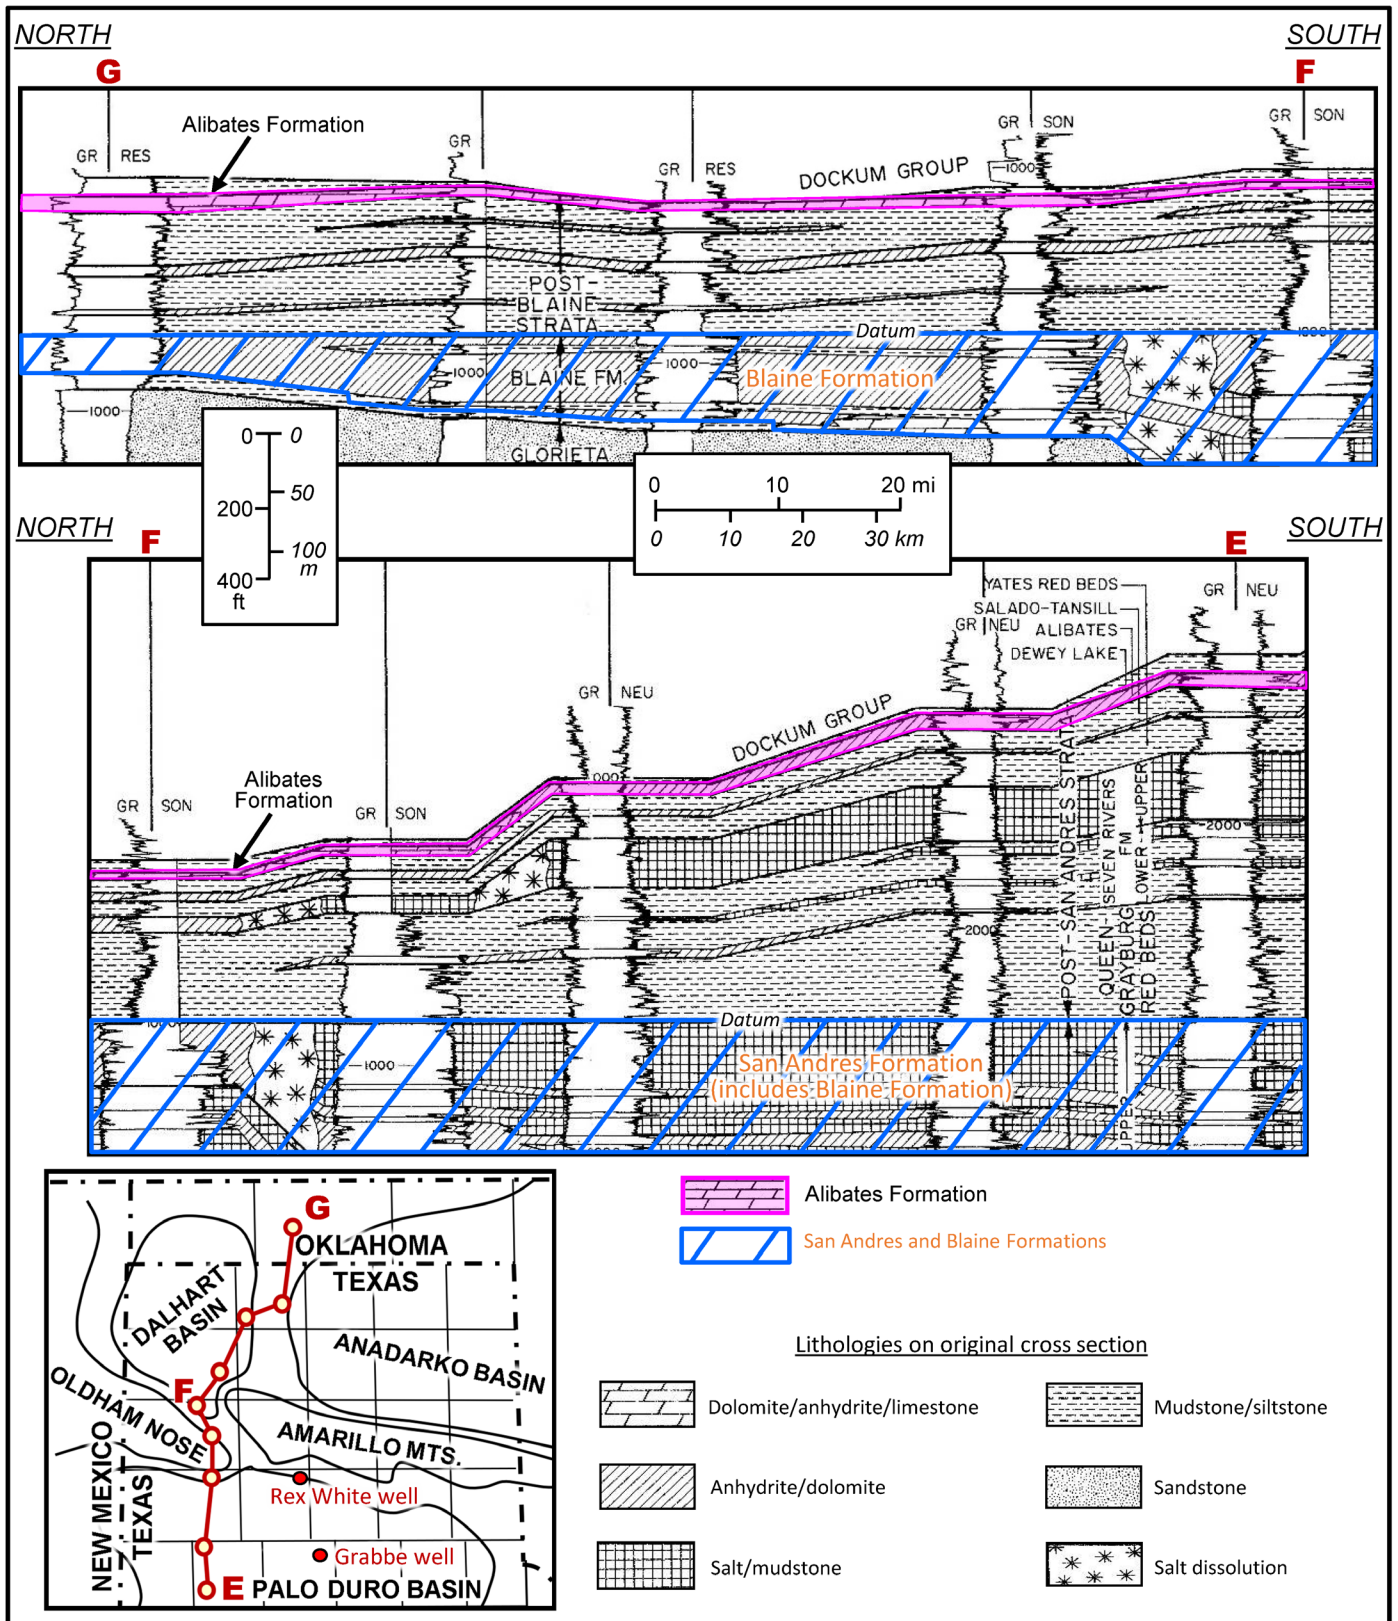 NORTH
SOUTH
G
F
Alibates Formation
GR RES
GR
GR RES
DOCKUM GROUP
GR SON
1000
GR SON
POST-
BLAINE
STRATA
Datum
1000
1000
BLAINE FM.
1000
Blaine Formation
1000
GLORIETA
0 0
50
200
100
m
400
ft
0 10 20 mi
0 10 20 30 km
NORTH
SOUTH
F
E
YATES RED BEDS
SALADO-TANSILL
ALIBATES
DEWEY LAKE
GR NEU
GR NEU
GR NEU
DOCKUM GROUP
Alibates
Formation
GR SON
GR SON
000
2000
2000
POST-SAN ANDRES STRATA
QUEEN-SEVEN RIVERS
GRAYBURG FM
RED BEDS LOWER UPPER
Datum
1000
1000
San Andres Formation
(includes Blaine Formation)
UPPER
G
OKLAHOMA
TEXAS
DALHART
BASIN
ANADARKO BASIN
F
OLDHAM NOSE
AMARILLO MTS.
NEW MEXICO
TEXAS
Rex White well
Grabbe well
E PALO DURO BASIN
Alibates Formation
San Andres and Blaine Formations
Lithologies on original cross section
Dolomite/anhydrite/limestone
Mudstone/siltstone
Anhydrite/dolomite
Sandstone
Salt/mudstone
Salt dissolution